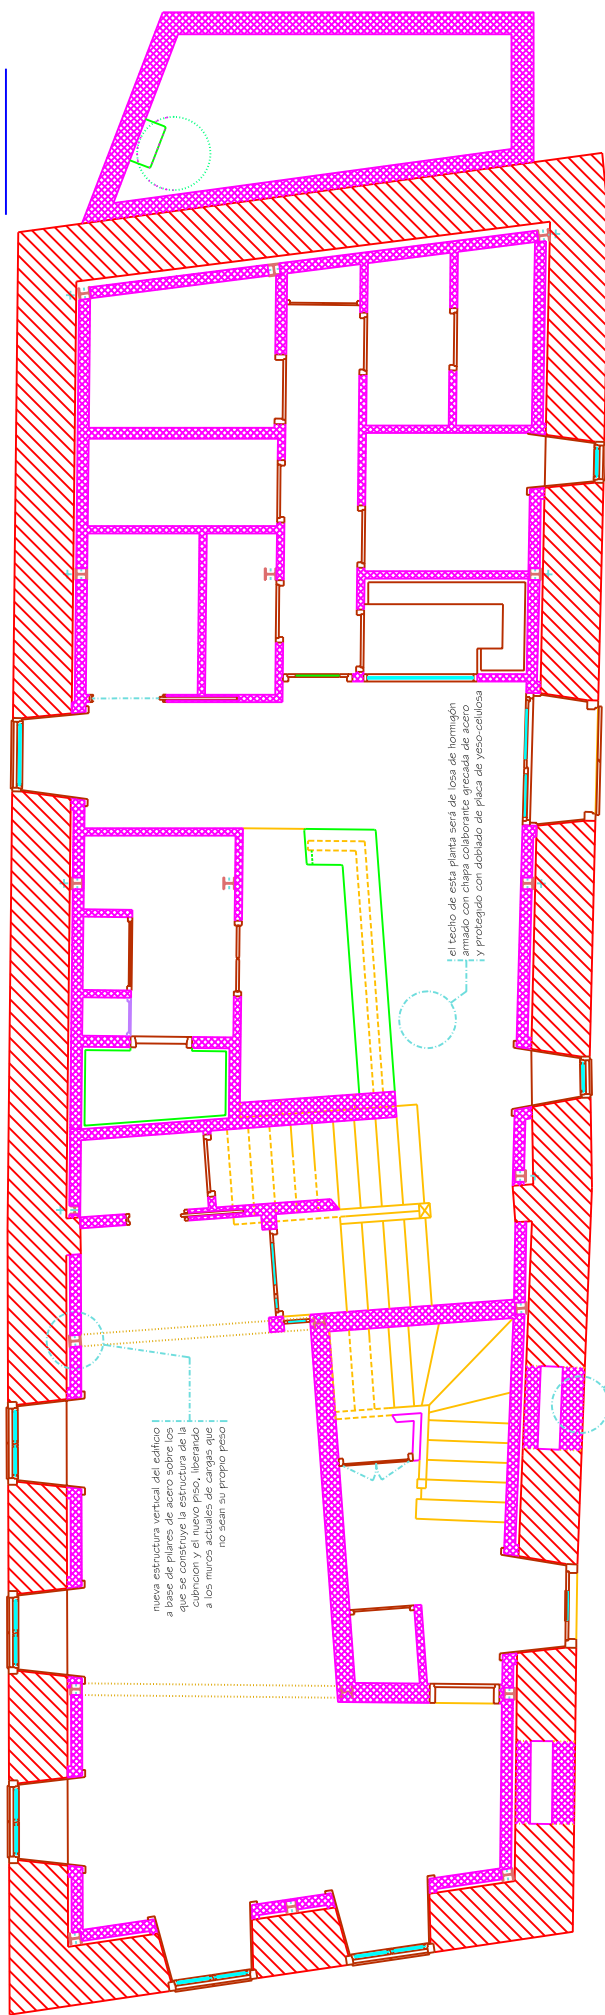 el techo de esta planta será de losa de hormigón
armado con chapa colaborante grecada de acero
y protegido con doblado de placa de yeso-celulosa
nueva estructura vertical del edificio
a base de pilares de acero sobre los
que se construye la estructura de la
cubricion y el nuevo piso, liberando
a los muros actuales de cargas que
no sean su propio peso